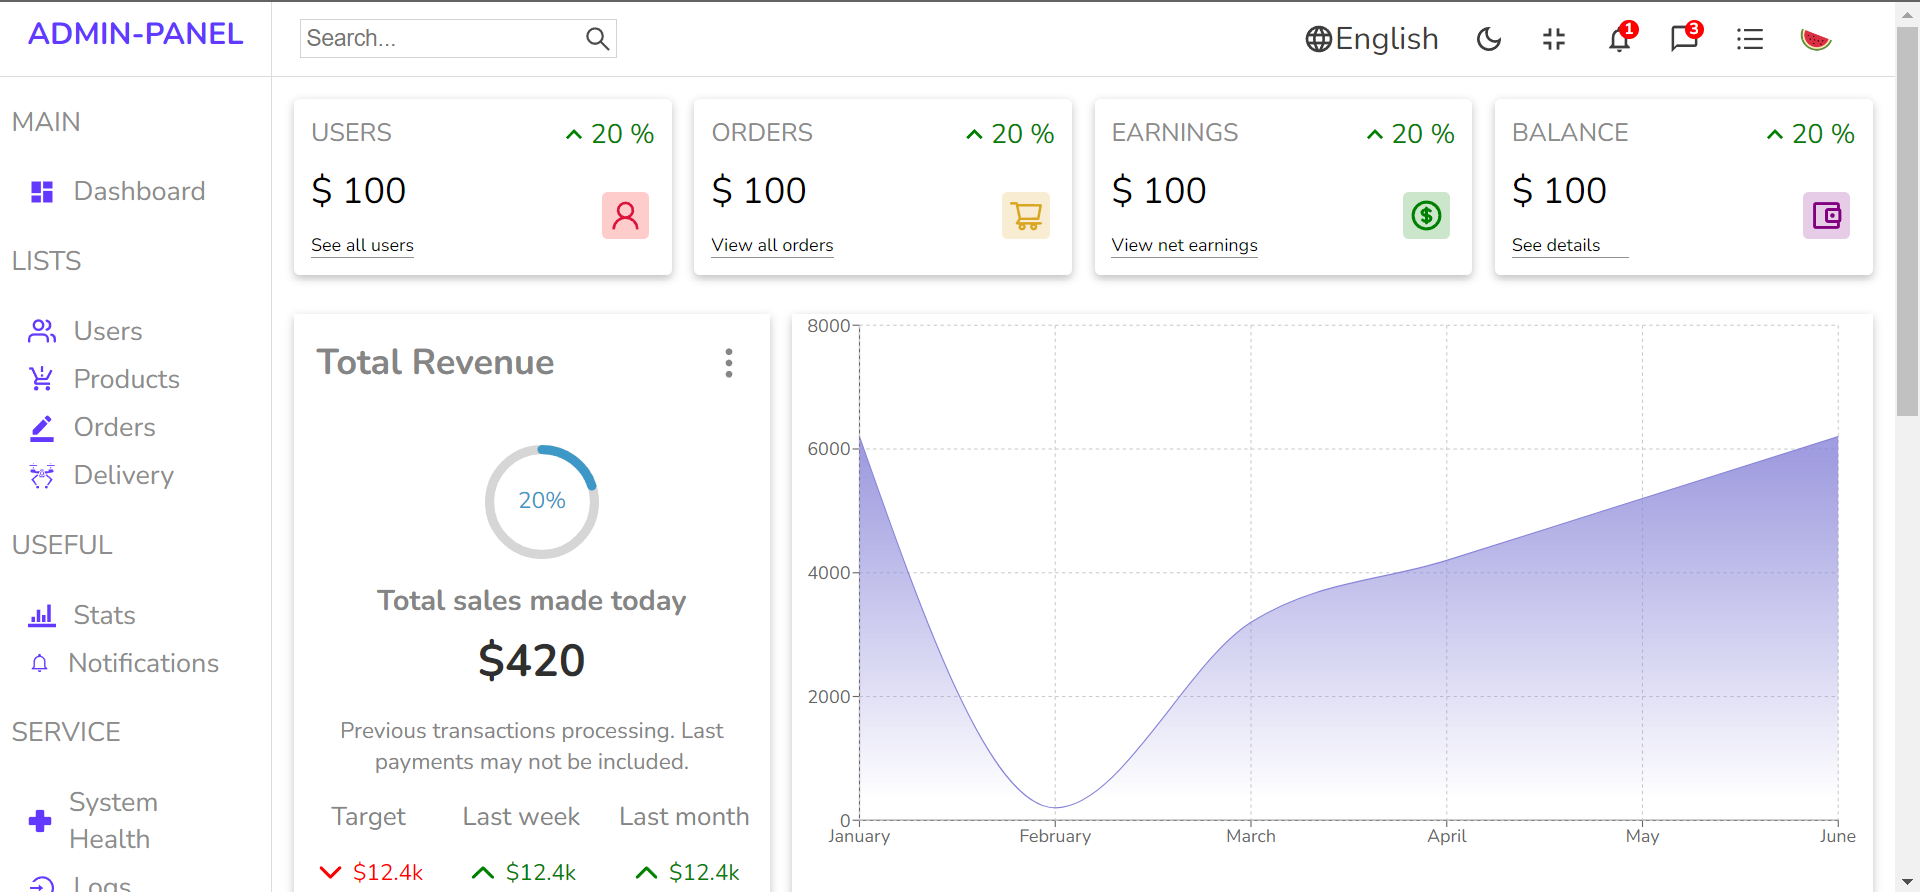 ADMIN-PANEL
Search...
English
1
3
MAIN
Dashboard
LISTS
Users
Products
Orders
Delivery
USEFUL
Stats
Notifications
SERVICE
System
Health
Logs
USERS
20 %
$ 100
See all users
ORDERS
20 %
$ 100
View all orders
EARNINGS
20 %
$ 100
View net earnings
BALANCE
20 %
$ 100
See details
Total Revenue
20%
Total sales made today
$420
Previous transactions processing. Last
payments may not be included.
Target Last week Last month
$12.4k $12.4k $12.4k
8000
6000
4000
2000
0
January February March April May June